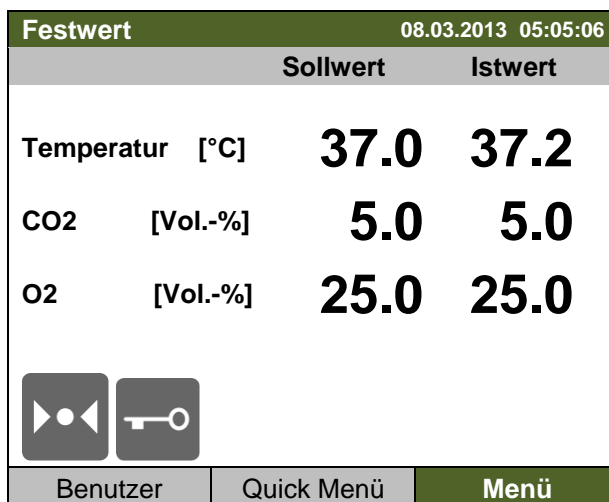 Festwert 08.03.2013 05:05:06
Sollwert Istwert
Temperatur [°C] 37.0 37.2
CO2 [Vol.-%] 5.0 5.0
O2 [Vol.-%] 25.0 25.0
Benutzer Quick Menü Menü